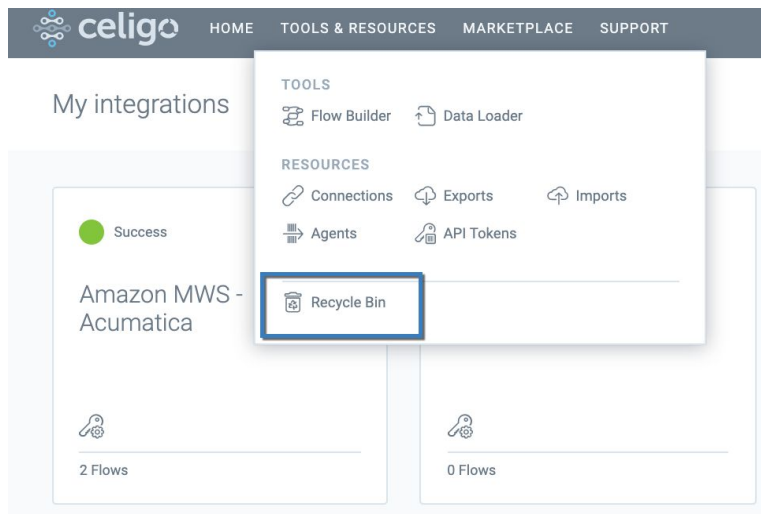 celigo HOME TOOLS & RESOURCES MARKETPLACE SUPPORT
My integrations
TOOLS
Flow Builder Data Loader
RESOURCES
Connections Exports Imports
Agents API Tokens
Recycle Bin
Success
Amazon MWS -
Acumatica
2 Flows
0 Flows